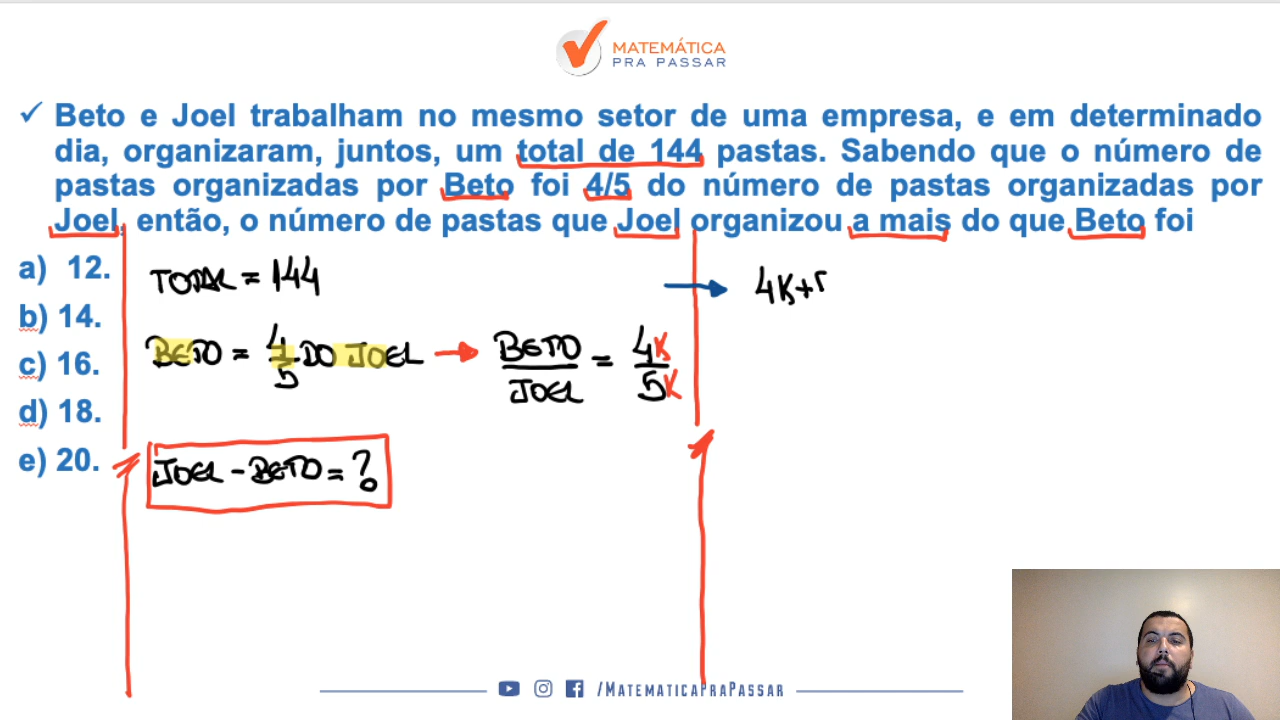 MATEMÁTICA
PRA PASSAR
✓ Beto e Joel trabalham no mesmo setor de uma empresa, e em determinado
dia, organizaram, juntos, um total de 144 pastas. Sabendo que o número de
pastas organizadas por Beto foi 4/5 do número de pastas organizadas por
Joel, então, o número de pastas que Joel organizou a mais do que Beto foi
a) 12.
b) 14.
c) 16.
d) 18.
e) 20.
TOTAL = 144
BETO = 4/5 DO JOEL → BETO/JOEL = 4K/5K
JOEL - BETO = ?
→ 4K+
/MATEMATICAPRAPASSAR